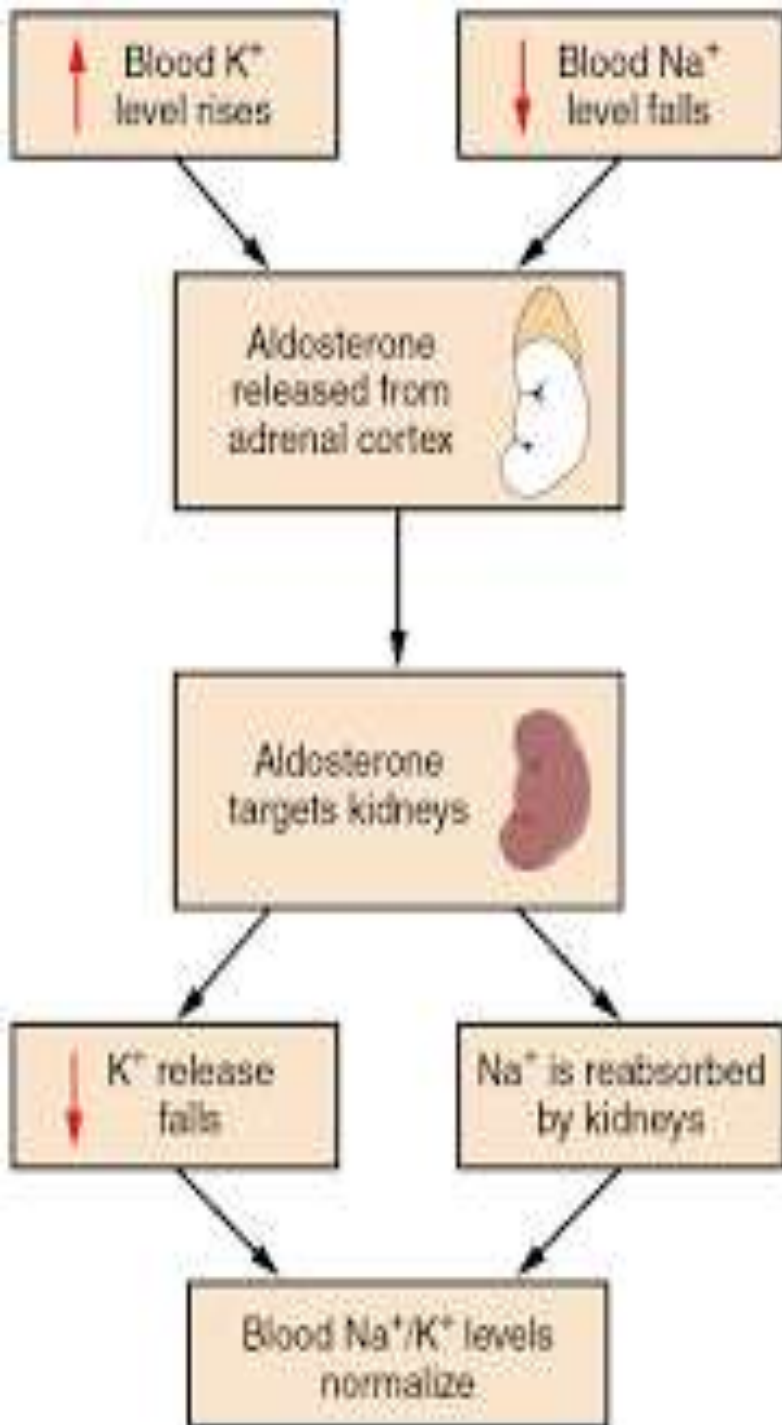 Blood K⁺
level rises
Blood Na⁺
level falls
Aldosterone
released from
adrenal cortex
Aldosterone
targets kidneys
K⁺ release
falls
Na⁺ is reabsorbed
by kidneys
Blood Na⁺/K⁺ levels
normalize